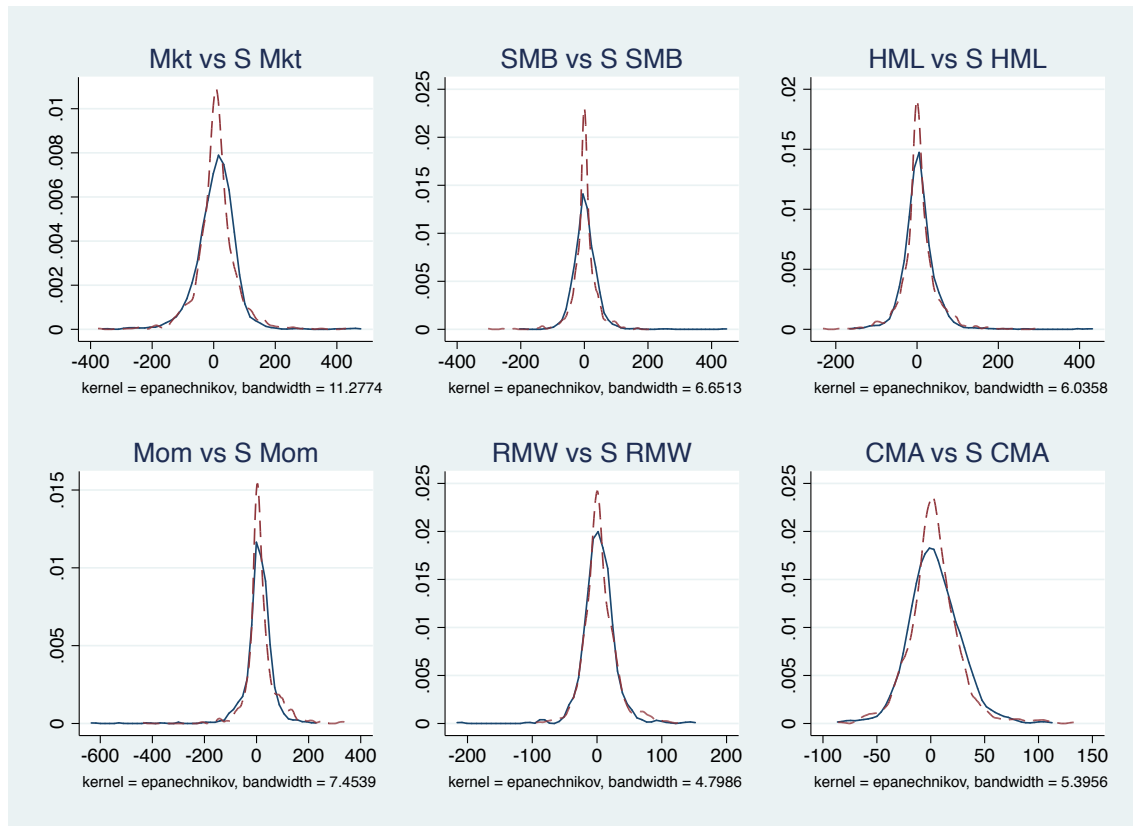 Mkt vs S Mkt
.01
.008
.006
.004
.002
0
-400 -200 0 200 400
kernel = epanechnikov, bandwidth = 11.2774
SMB vs S SMB
.025
.02
.015
.01
.005
0
-400 -200 0 200 400
kernel = epanechnikov, bandwidth = 6.6513
HML vs S HML
.02
.015
.01
.005
0
-200 0 200 400
kernel = epanechnikov, bandwidth = 6.0358
Mom vs S Mom
.015
.01
.005
0
-600 -400 -200 0 200 400
kernel = epanechnikov, bandwidth = 7.4539
RMW vs S RMW
.025
.02
.015
.01
.005
0
-200 -100 0 100 200
kernel = epanechnikov, bandwidth = 4.7986
CMA vs S CMA
.025
.02
.015
.01
.005
0
-100 -50 0 50 100 150
kernel = epanechnikov, bandwidth = 5.3956